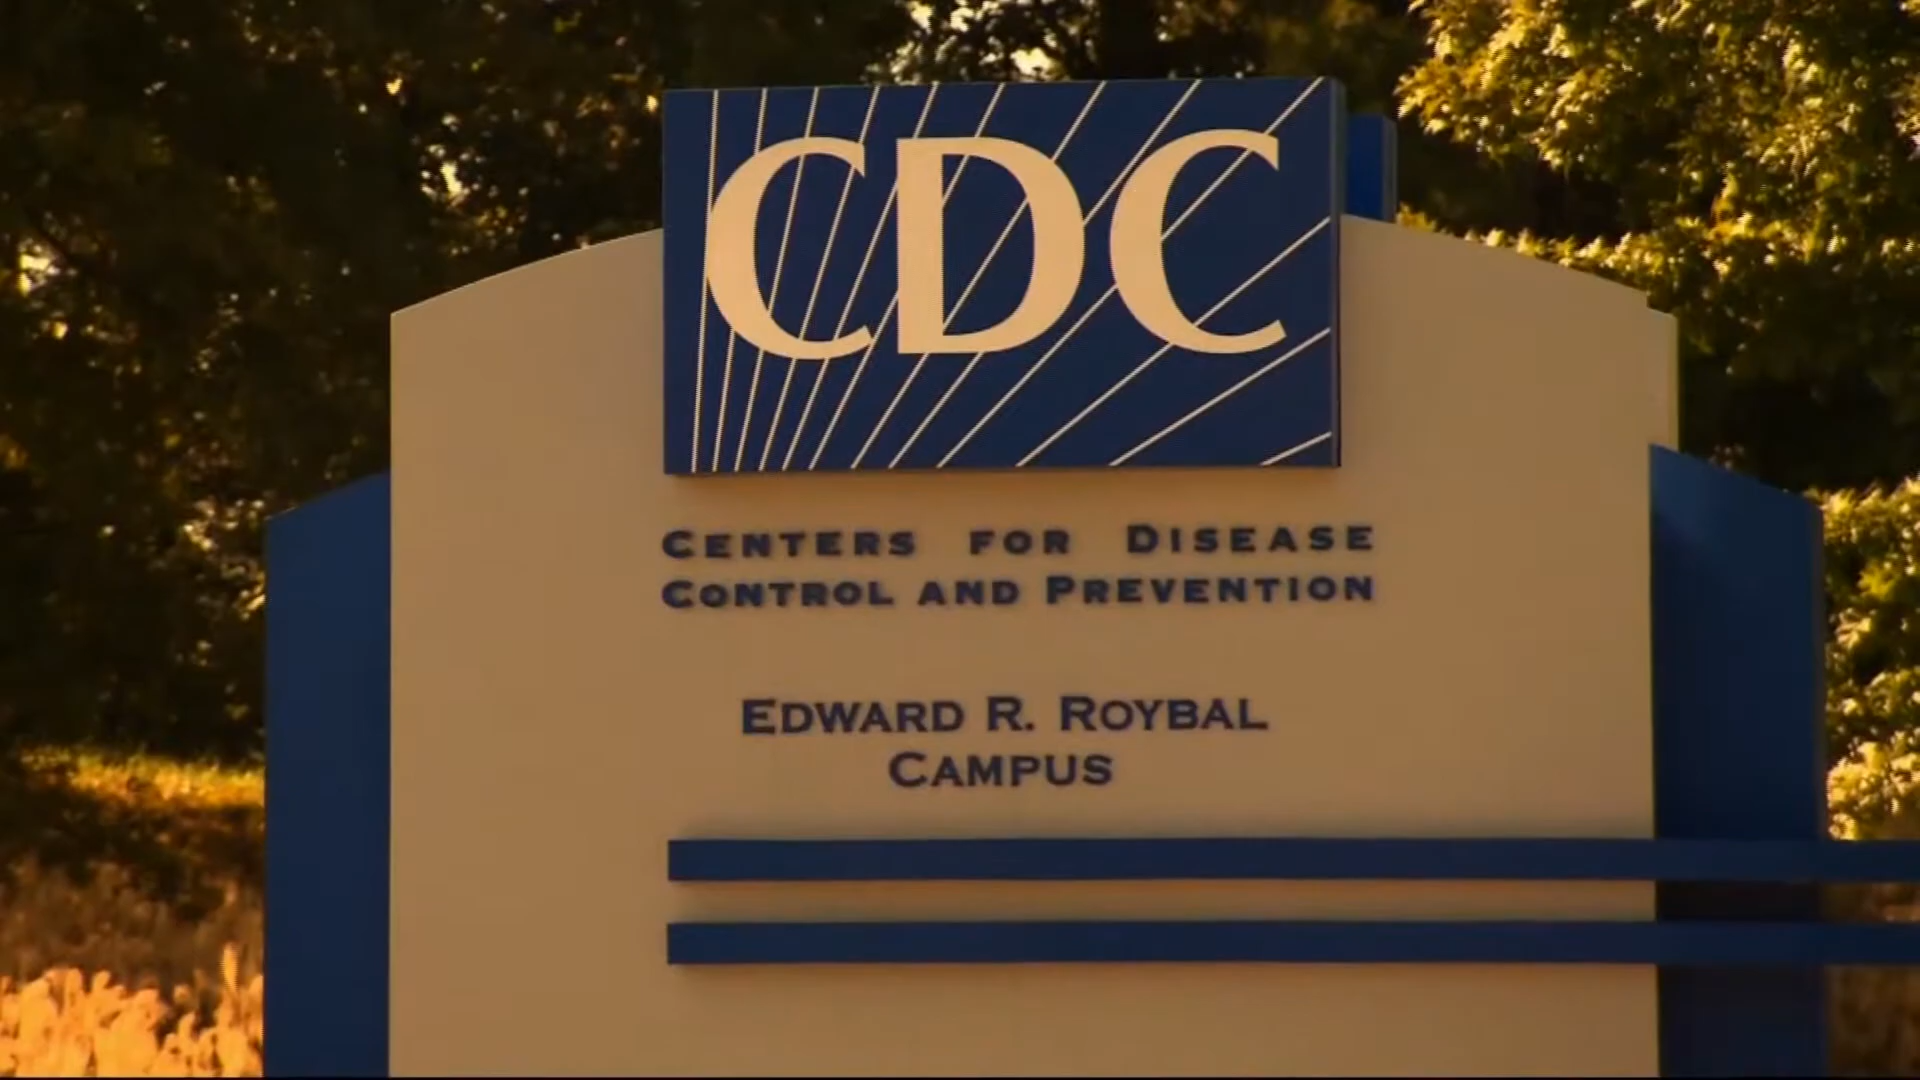 CDC
CENTERS FOR DISEASE
CONTROL AND PREVENTION
EDWARD R. ROYBAL
CAMPUS